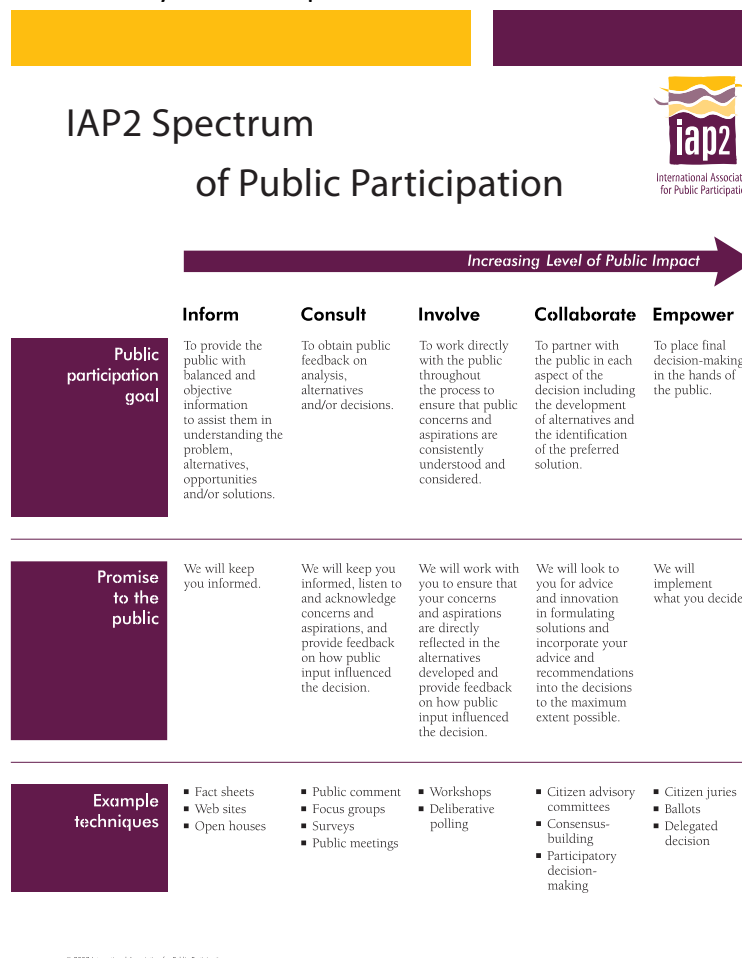 IAP2 Spectrum
of Public Participation
iap2
International Associat
for Public Participatio
Increasing Level of Public Impact
Inform
Consult
Involve
Collaborate
Empower
Public
participation
goal
To provide the
public with
balanced and
objective
information
to assist them in
understanding the
problem,
alternatives,
opportunities
and/or solutions.
To obtain public
feedback on
analysis,
alternatives
and/or decisions.
To work directly
with the public
throughout
the process to
ensure that public
concerns and
aspirations are
consistently
understood and
considered.
To partner with
the public in each
aspect of the
decision including
the development
of alternatives and
the identification
of the preferred
solution.
To place final
decision-making
in the hands of
the public.
Promise
to the
public
We will keep
you informed.
We will keep you
informed, listen to
and acknowledge
concerns and
aspirations, and
provide feedback
on how public
input influenced
the decision.
We will work with
you to ensure that
your concerns
and aspirations
are directly
reflected in the
alternatives
developed and
provide feedback
on how public
input influenced
the decision.
We will look to
you for advice
and innovation
in formulating
solutions and
incorporate your
advice and
recommendations
into the decisions
to the maximum
extent possible.
We will
implement
what you decide
Example
techniques
▪ Fact sheets
▪ Web sites
▪ Open houses
▪ Public comment
▪ Focus groups
▪ Surveys
▪ Public meetings
▪ Workshops
▪ Deliberative
polling
▪ Citizen advisory
committees
▪ Consensus-
building
▪ Participatory
decision-
making
▪ Citizen juries
▪ Ballots
▪ Delegated
decision